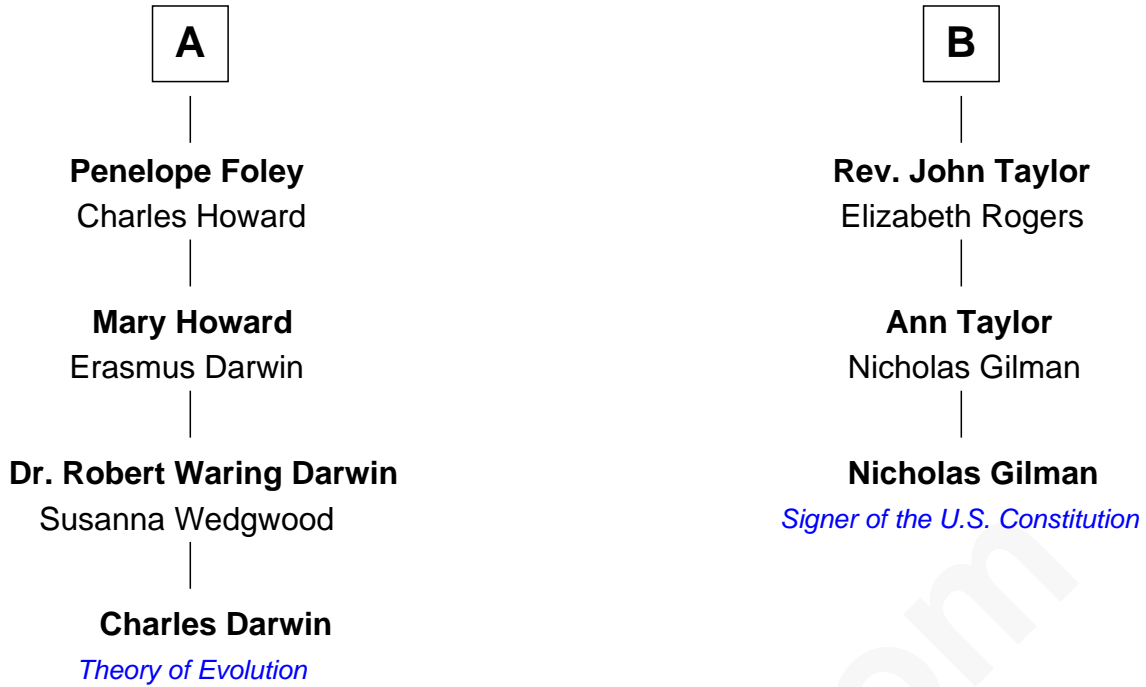 A
Penelope Foley
Charles Howard
Mary Howard
Erasmus Darwin
Dr. Robert Waring Darwin
Susanna Wedgwood
Charles Darwin
Theory of Evolution
B
Rev. John Taylor
Elizabeth Rogers
Ann Taylor
Nicholas Gilman
Nicholas Gilman
Signer of the U.S. Constitution
om